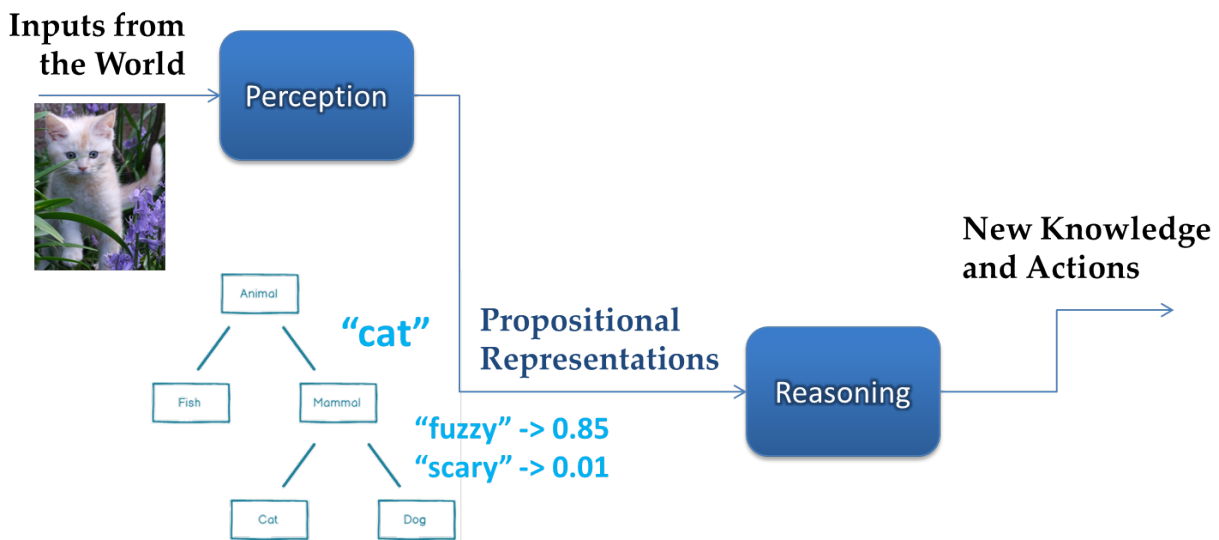 Inputs from
the World
Perception
Animal
"cat"
Propositional
Representations
New Knowledge
and Actions
Fish
Mammal
Reasoning
"fuzzy" -> 0.85
"scary" -> 0.01
Cat
Dog